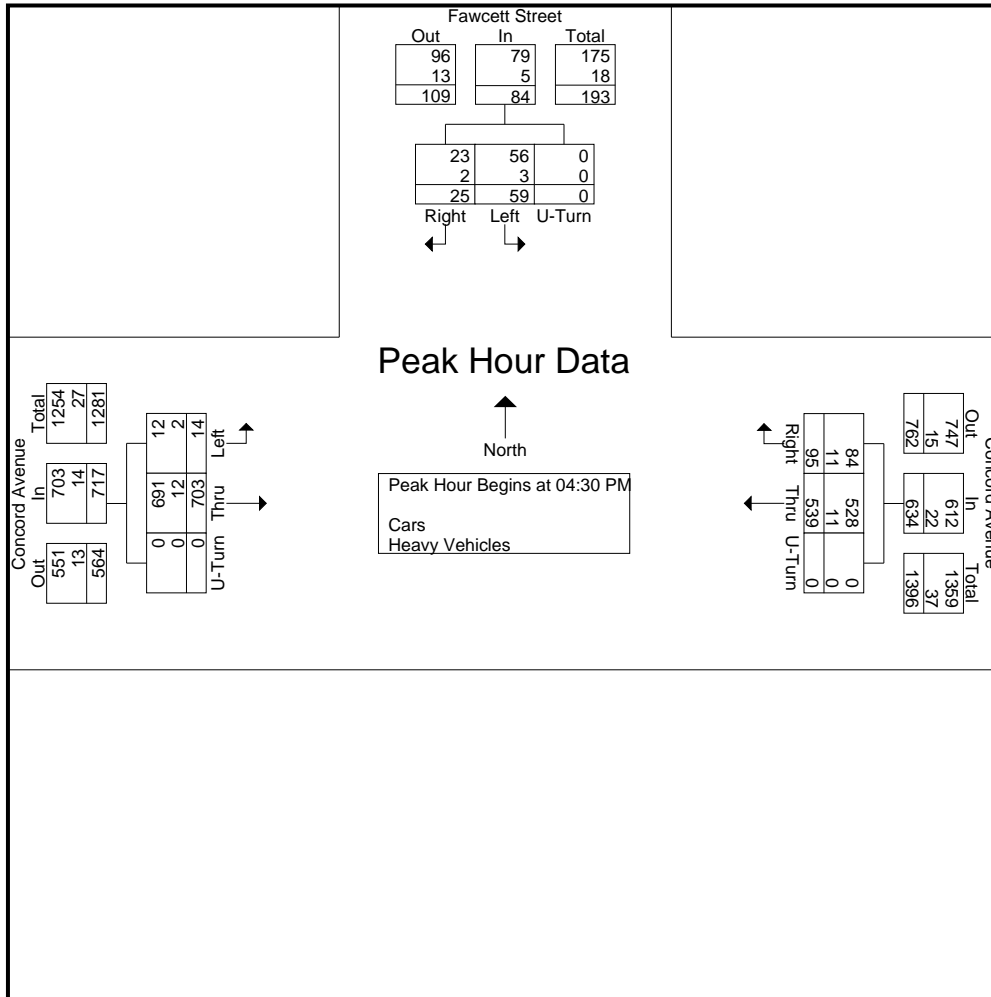 Fawcett Street
Out In Total
96 79 175
13 5 18
109 84 193
23 56 0
2 3 0
25 59 0
Right Left U-Turn
Peak Hour Data
North
Peak Hour Begins at 04:30 PM
Cars
Heavy Vehicles
Concord Avenue
Total In Out
1254 703 551
27 14 13
1281 717 564
12 691 0
2 12 0
14 703 0
Left Thru U-Turn
Concord Avenue
Out In Total
747 612 1359
15 22 37
762 634 1396
84 528 0
11 11 0
95 539 0
Right Thru U-Turn